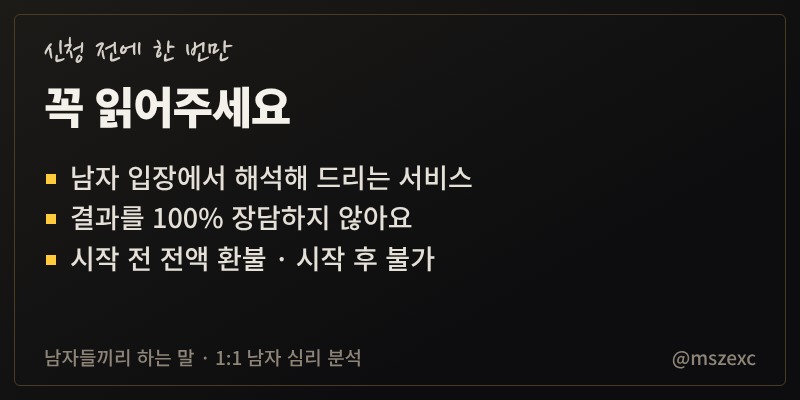 신청 전에 한 번만
꼭 읽어주세요
남자 입장에서 해석해 드리는 서비스
결과를 100% 장담하지 않아요
시작 전 전액 환불 · 시작 후 불가
남자들끼리 하는 말 · 1:1 남자 심리 분석
@mszexc